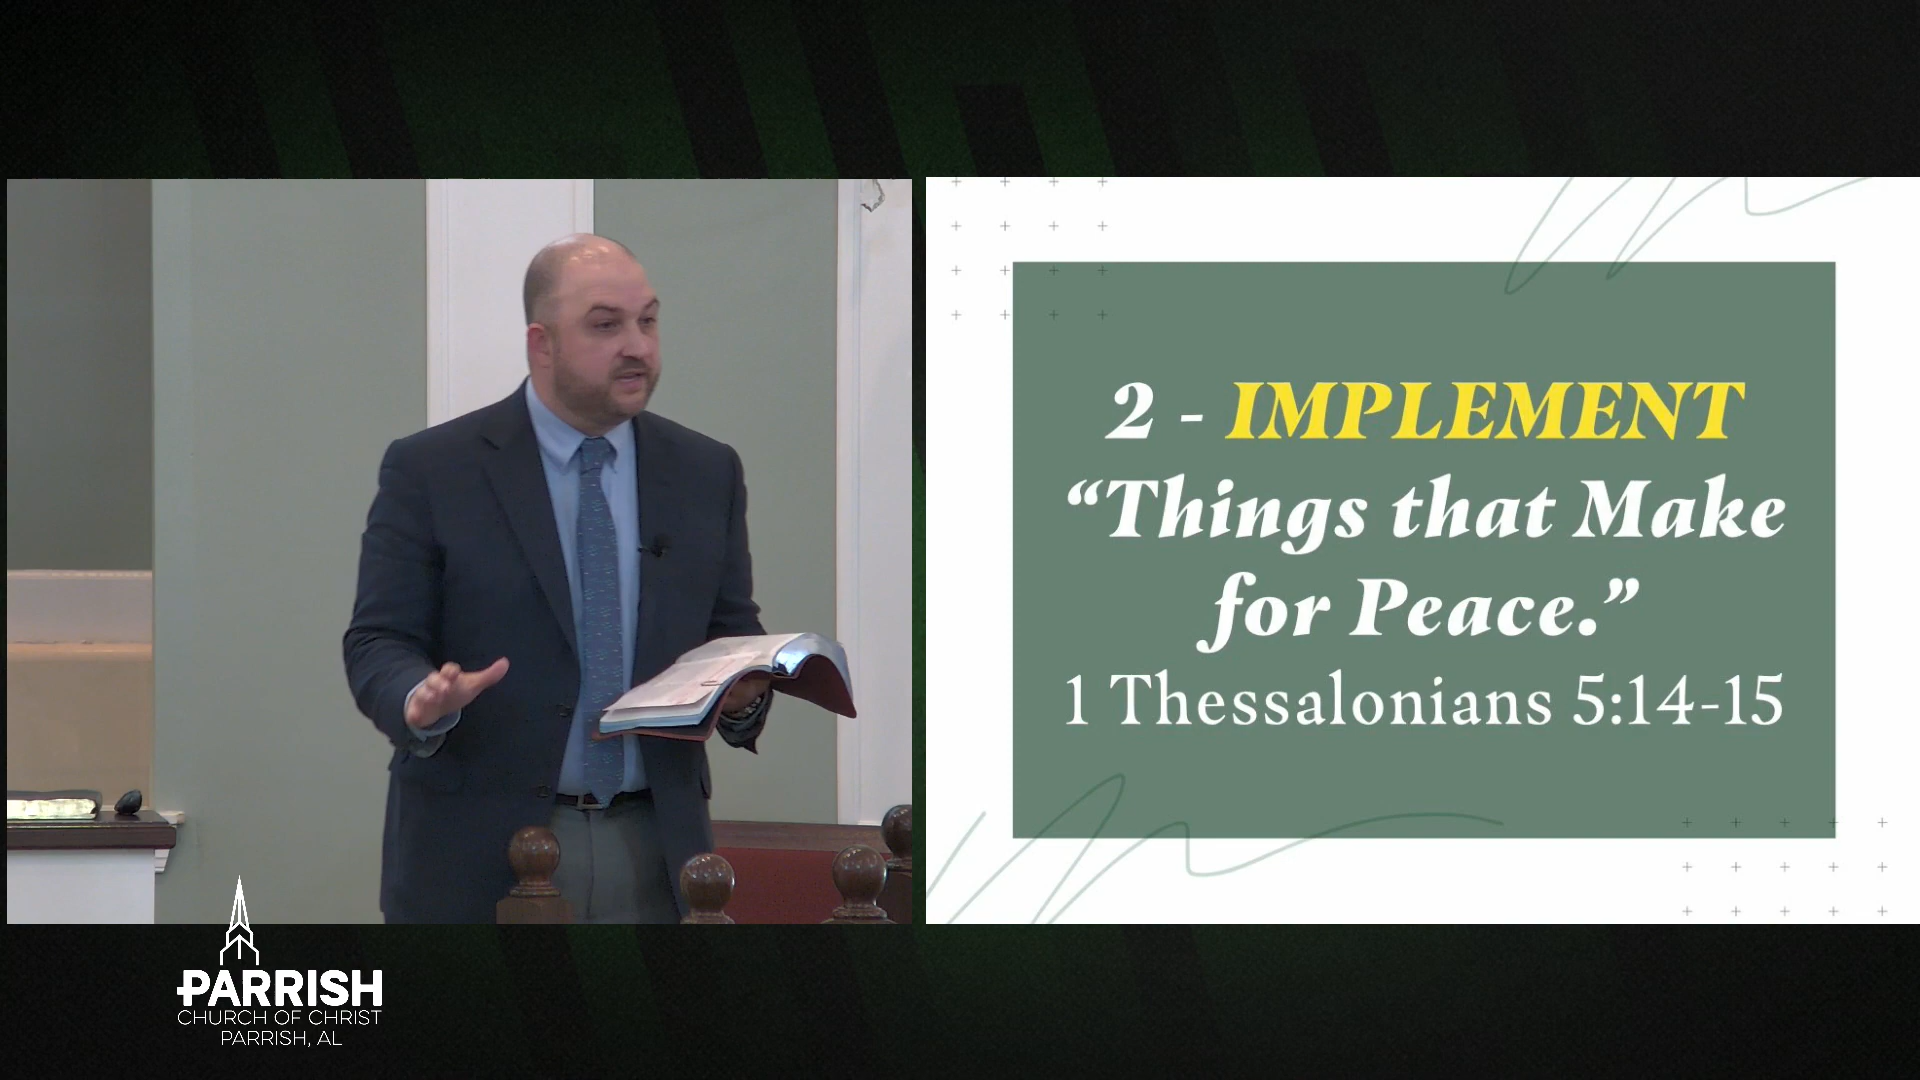 2 - IMPLEMENT
“Things that Make
for Peace.”
1 Thessalonians 5:14-15
PARRISH
CHURCH OF CHRIST
PARRISH, AL